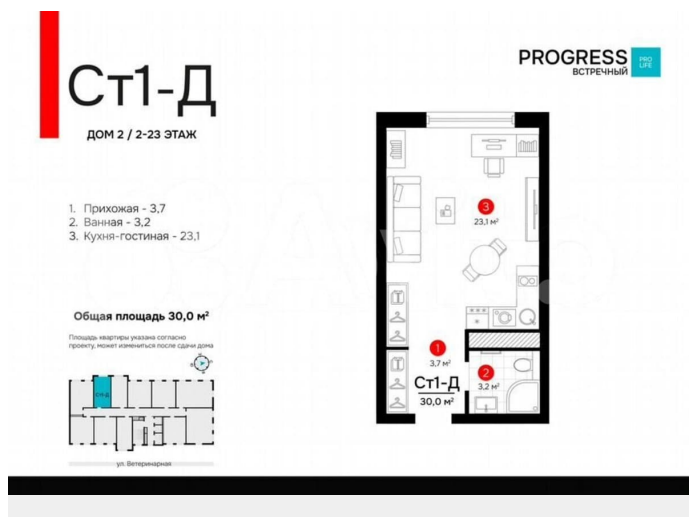 Ст1-Д
ДОМ 2 / 2-23 ЭТАЖ
PROGRESS
ВСТРЕЧНЫЙ
PRO
LIFE
1. Прихожая - 3,7
2. Ванная - 3,2
3. Кухня-гостиная - 23,1
Общая площадь 30,0 м²
Площадь квартиры указана согласно
проекту, может измениться после сдачи дома
Ст1-Д
ул. Ветеринарная
3
23,1 м²
1
3,7 м²
2
3,2 м²
Ст1-Д
30,0 м²